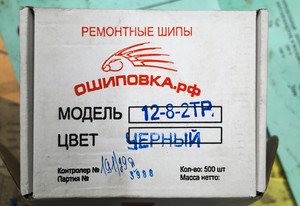 РЕМОНТНЫЕ ШИПЫ
ОШИПОВКА.РФ
МОДЕЛЬ 12-8-2ТР.
ЦВЕТ ЧЕРНЫЙ
Контролер №
Партия № 3988
Кол-во: 500 шт
Масса нетто: